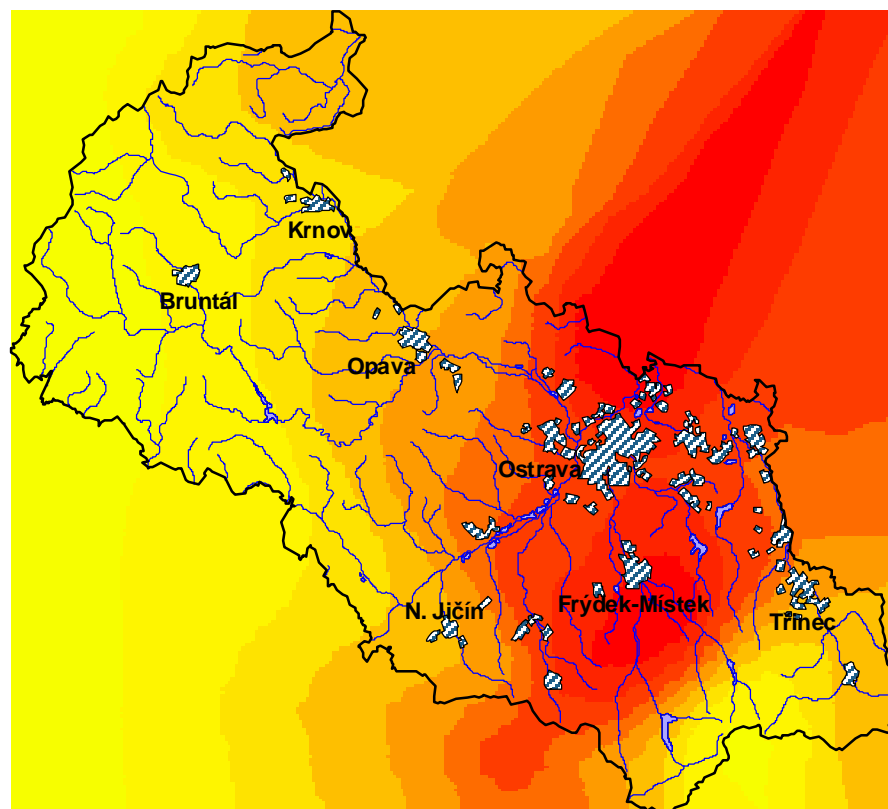 Krnov
Bruntál
Opava
Ostrava
Frýdek-Místek
N. Jičín
Třinec